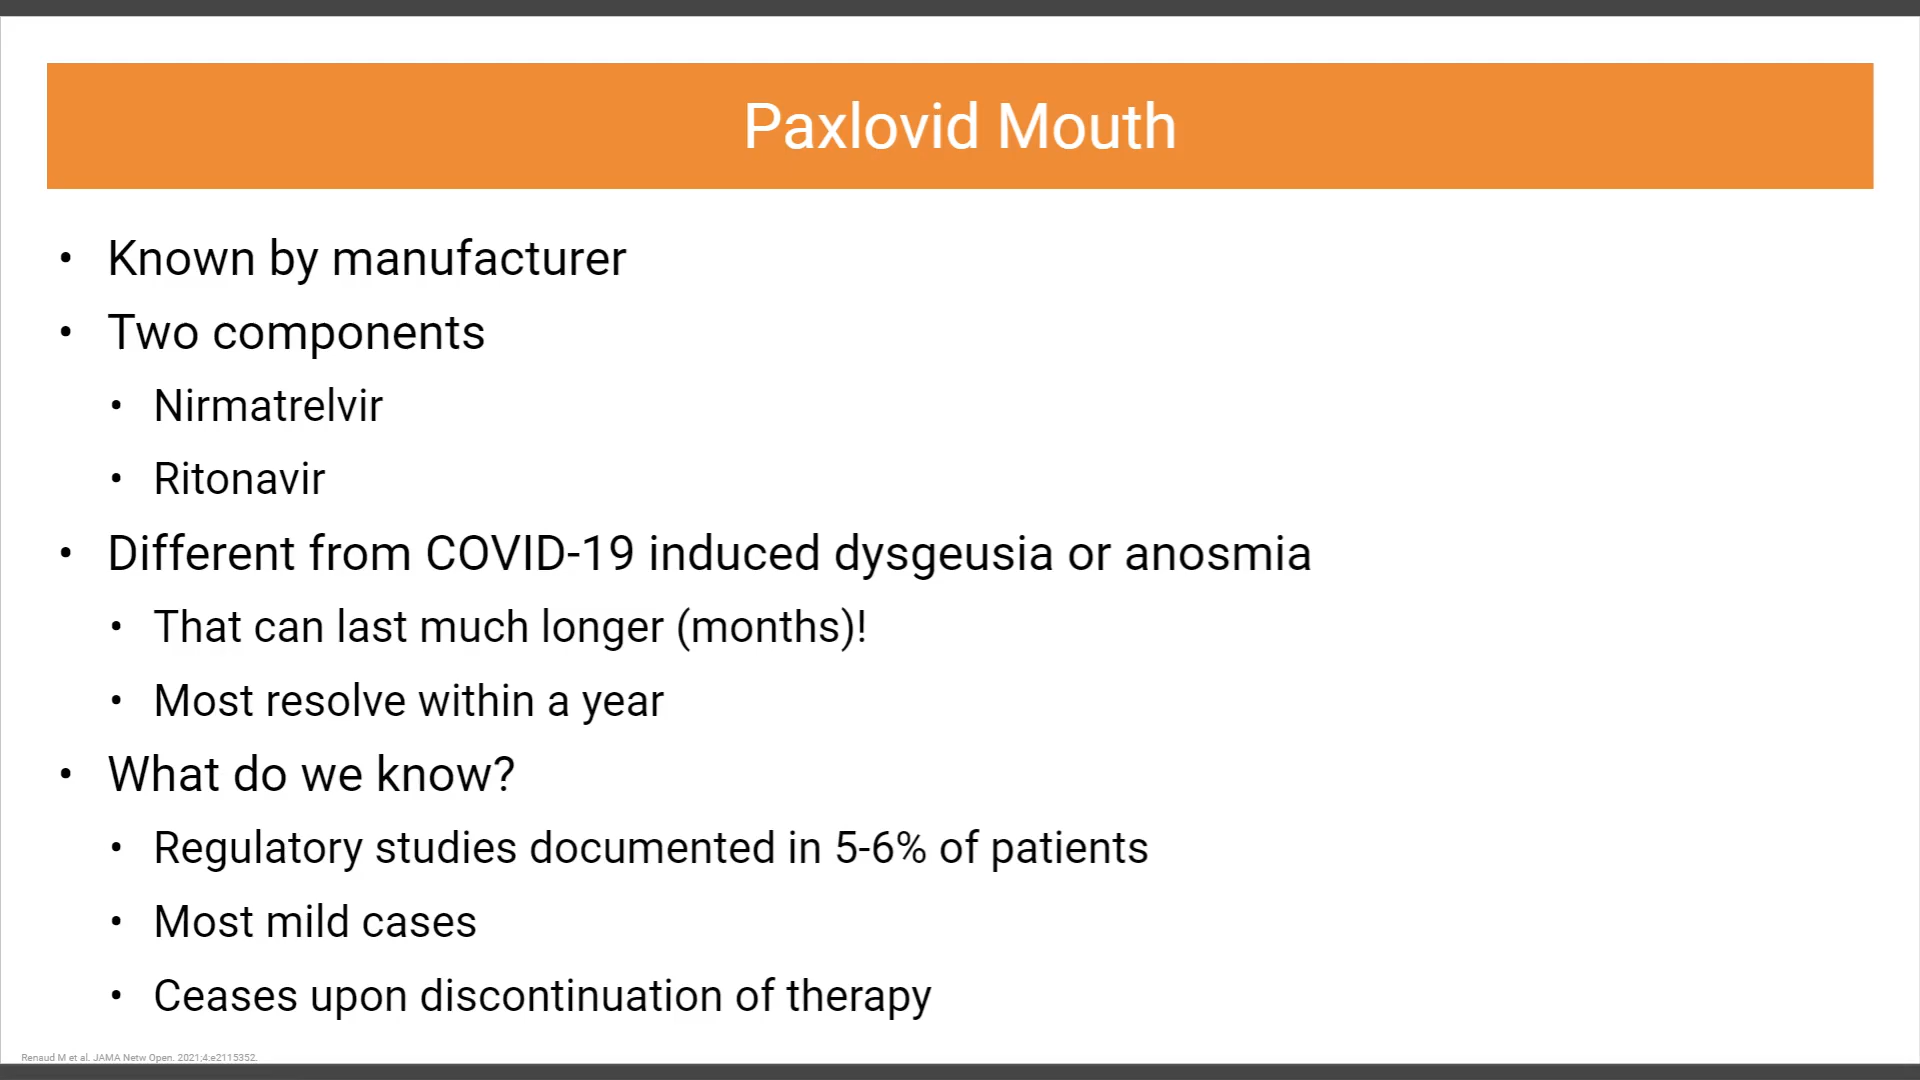 Paxlovid Mouth
• Known by manufacturer
• Two components
• Nirmatrelvir
• Ritonavir
• Different from COVID-19 induced dysgeusia or anosmia
• That can last much longer (months)!
• Most resolve within a year
• What do we know?
• Regulatory studies documented in 5-6% of patients
• Most mild cases
• Ceases upon discontinuation of therapy
Renaud M et al. JAMA Netw Open. 2021;4:e2115352.